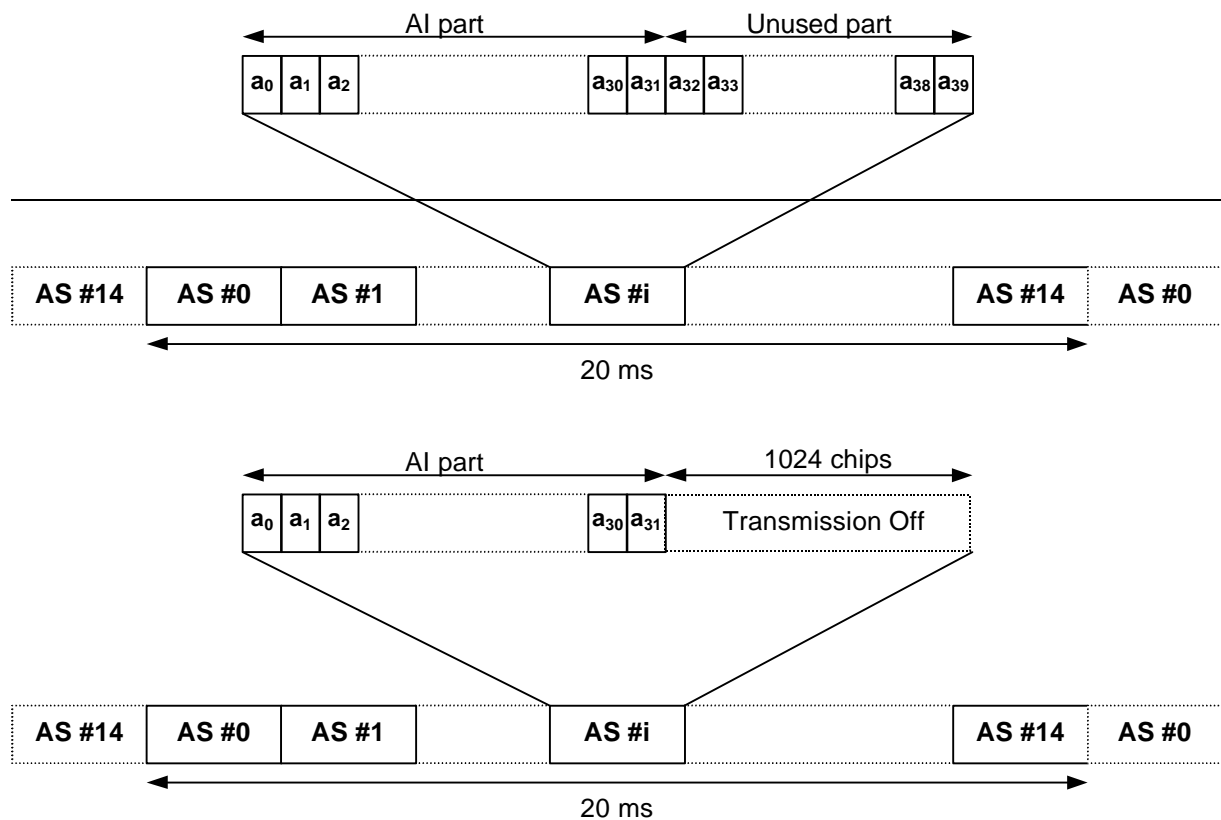 AI part Unused part
a0 a1 a2 a30 a31 a32 a33 a38 a39
AS #14 AS #0 AS #1 AS #i AS #14 AS #0
20 ms
AI part 1024 chips
a0 a1 a2 a30 a31 Transmission Off
AS #14 AS #0 AS #1 AS #i AS #14 AS #0
20 ms